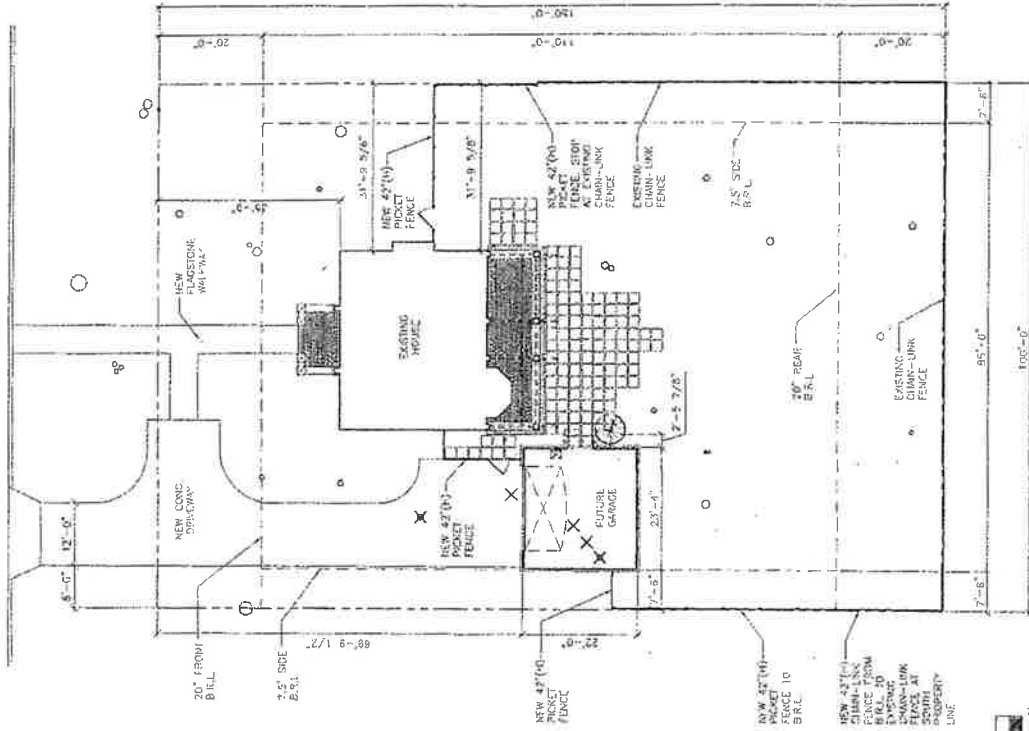 150'-0"
20'-0"
110'-0"
20'-0"
NEW
FLAGSTONE
WALKWAY
35'-0"
31'-9 5/8"
NEW 42"(H)
PICKET
FENCE
31'-9 5/8"
NEW 42"(H)
PICKET
FENCE, STOP
AT EXISTING
CHAIN-LINK
FENCE
EXISTING
CHAIN-LINK
FENCE
7.5' SIDE
B.R.L.
7'-6"
EXISTING
HOUSE
NEW CONC.
DRIVEWAY
12'-0"
NEW 42"(H)
PICKET
FENCE
FUTURE
GARAGE
2'-5 7/8"
23'-4"
7'-6"
20' REAR
B.R.L.
EXISTING
CHAIN-LINK
FENCE
85'-0"
100'-0"
7'-6"
20' FRONT
B.R.L.
7.5' SIDE
B.R.L.
22'-0"
NEW 42"(H)
PICKET
FENCE
NEW 42"(H)
PICKET
FENCE TO
B.R.L.
NEW 42"(H)
CHAIN-LINK
FENCE FROM
B.R.L. TO
EXISTING
CHAIN-LINK
FENCE AT
SOUTH
PROPERTY
LINE